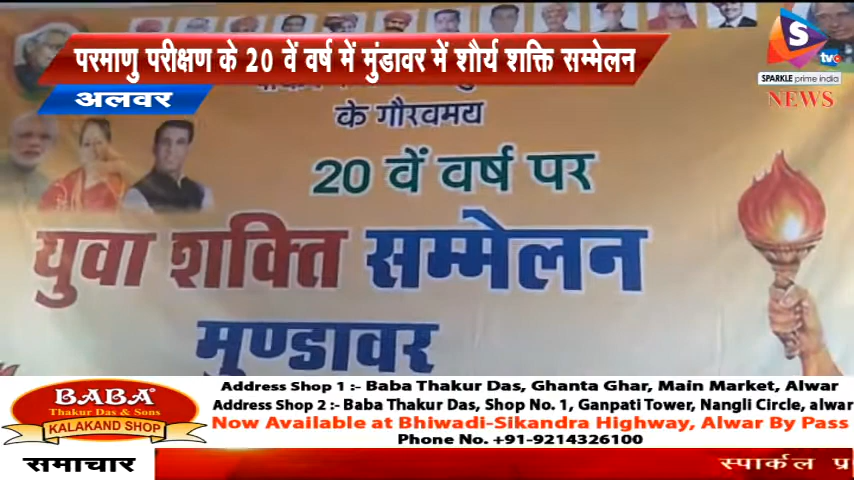 परमाणु परीक्षण के 20 वें वर्ष में मुंडावर में शौर्य शक्ति सम्मेलन
अलवर
S
tv
SPARKLE prime india
NEWS
के गौरवमय
20 वें वर्ष पर
युवा शक्ति सम्मेलन
मुण्डावर
BABA
Thakur Das & Sons
KALAKAND SHOP
Address Shop 1 :- Baba Thakur Das, Ghanta Ghar, Main Market, Alwar
Address Shop 2 :- Baba Thakur Das, Shop No. 1, Ganpati Tower, Nangli Circle, alwar
Now Available at Bhiwadi-Sikandra Highway, Alwar By Pass
Phone No. +91-9214326100
समाचार
स्पार्कल प्र